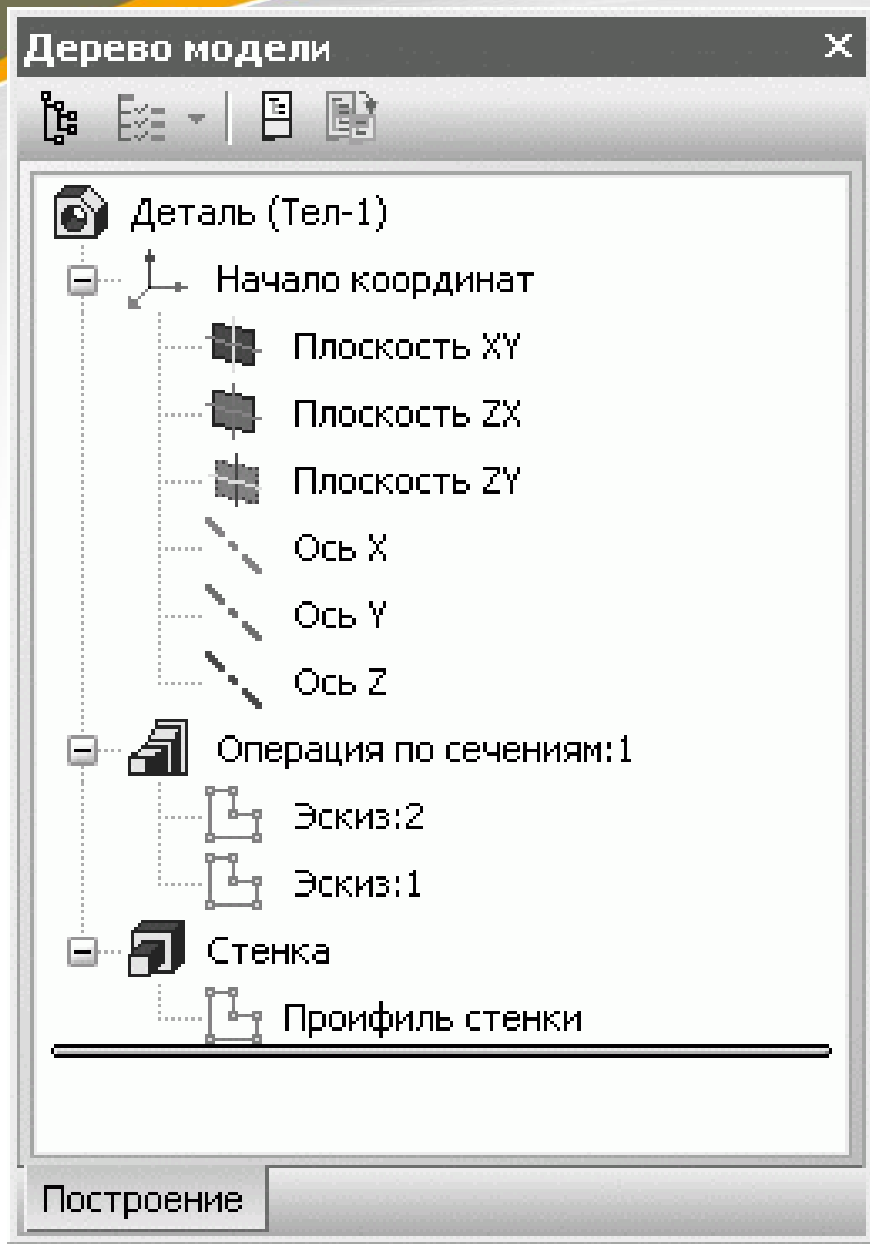 Дерево модели
Деталь (Тел-1)
Начало координат
Плоскость XY
Плоскость ZX
Плоскость ZY
Ось X
Ось Y
Ось Z
Операция по сечениям:1
Эскиз:2
Эскиз:1
Стенка
Проифиль стенки
Построение